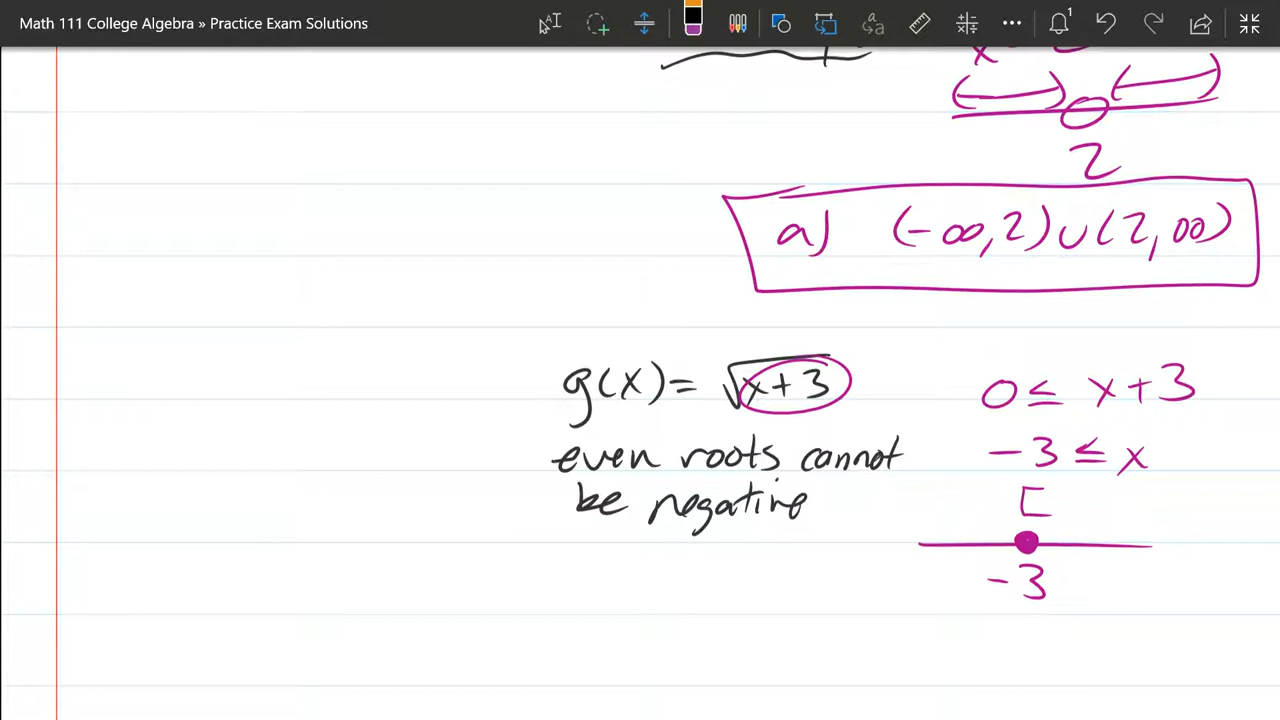 Math 111 College Algebra » Practice Exam Solutions
1
2
a) (-∞,2)∪(2,∞)
g(x)= √x+3
0 ≤ x+3
even roots cannot
be negative
-3 ≤ x
[
-3